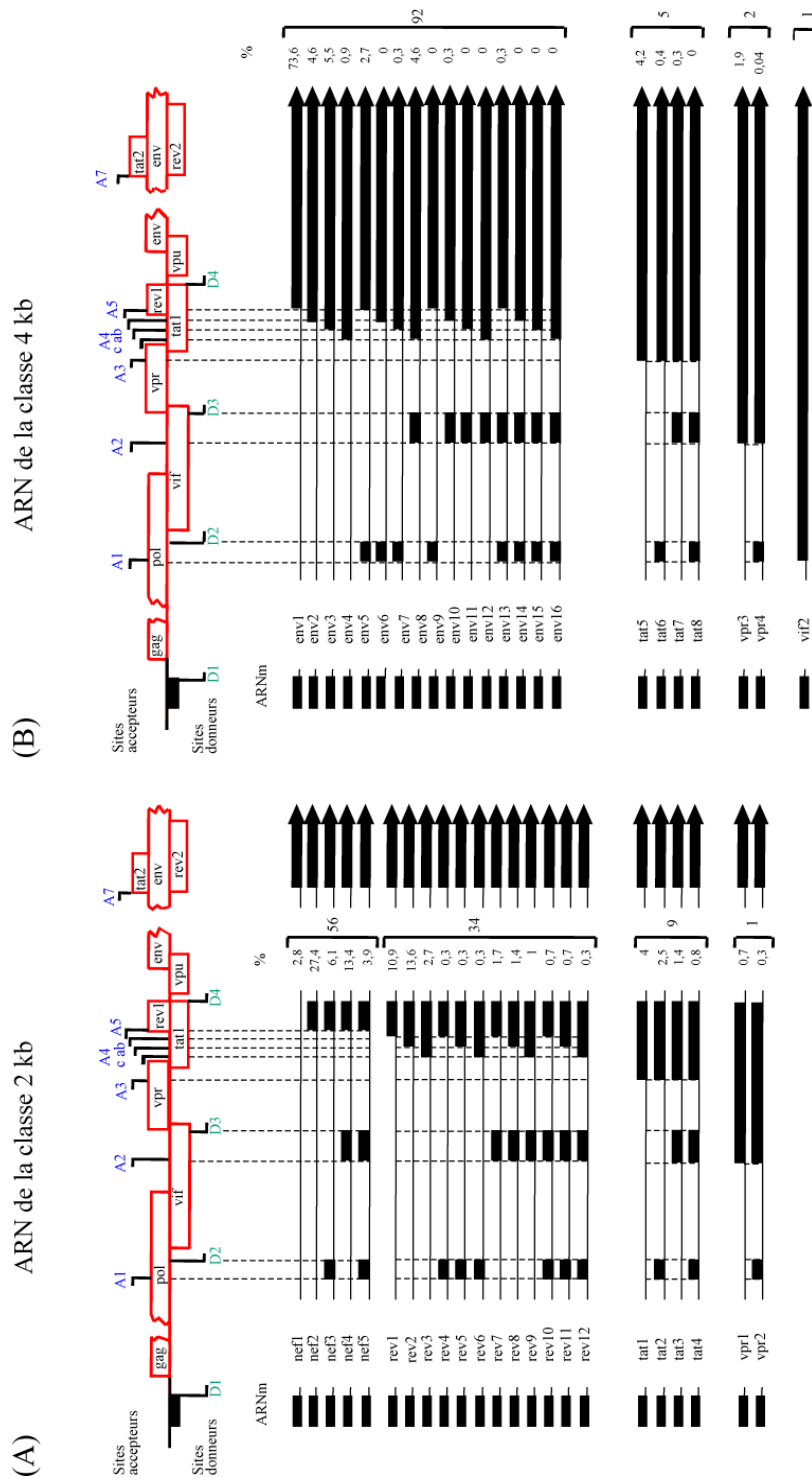 (A)
ARN de la classe 2 kb
Sites accepteurs
A1
A2
A3
A4
c ab
A5
A7
gag
pol
vif
vpr
tat1
rev1
vpu
env
tat2
env
rev2
Sites donneurs
D1
D2
D3
D4
ARNm
%
nef1 2,8
nef2 27,4
nef3 6,1
nef4 13,4
nef5 3,9
56
rev1 10,9
rev2 13,6
rev3 2,7
rev4 0,3
rev5 0,3
rev6 0,3
rev7 1,7
rev8 1,4
rev9 1
rev10 0,7
rev11 0,7
rev12 0,3
34
tat1 4
tat2 2,5
tat3 1,4
tat4 0,8
9
vpr1 0,7
vpr2 0,3
1
(B)
ARN de la classe 4 kb
Sites accepteurs
A1
A2
A3
A4
c ab
A5
A7
gag
pol
vif
vpr
tat1
rev1
vpu
env
tat2
env
rev2
Sites donneurs
D1
D2
D3
D4
ARNm
%
env1 73,6
env2 4,6
env3 5,5
env4 0,9
env5 2,7
env6 0
env7 0,3
env8 4,6
env9 0
env10 0,3
env11 0
env12 0
env13 0,3
env14 0
env15 0
env16 0
92
tat5 4,2
tat6 0,4
tat7 0,3
tat8 0
5
vpr3 1,9
vpr4 0,04
2
vif2
1